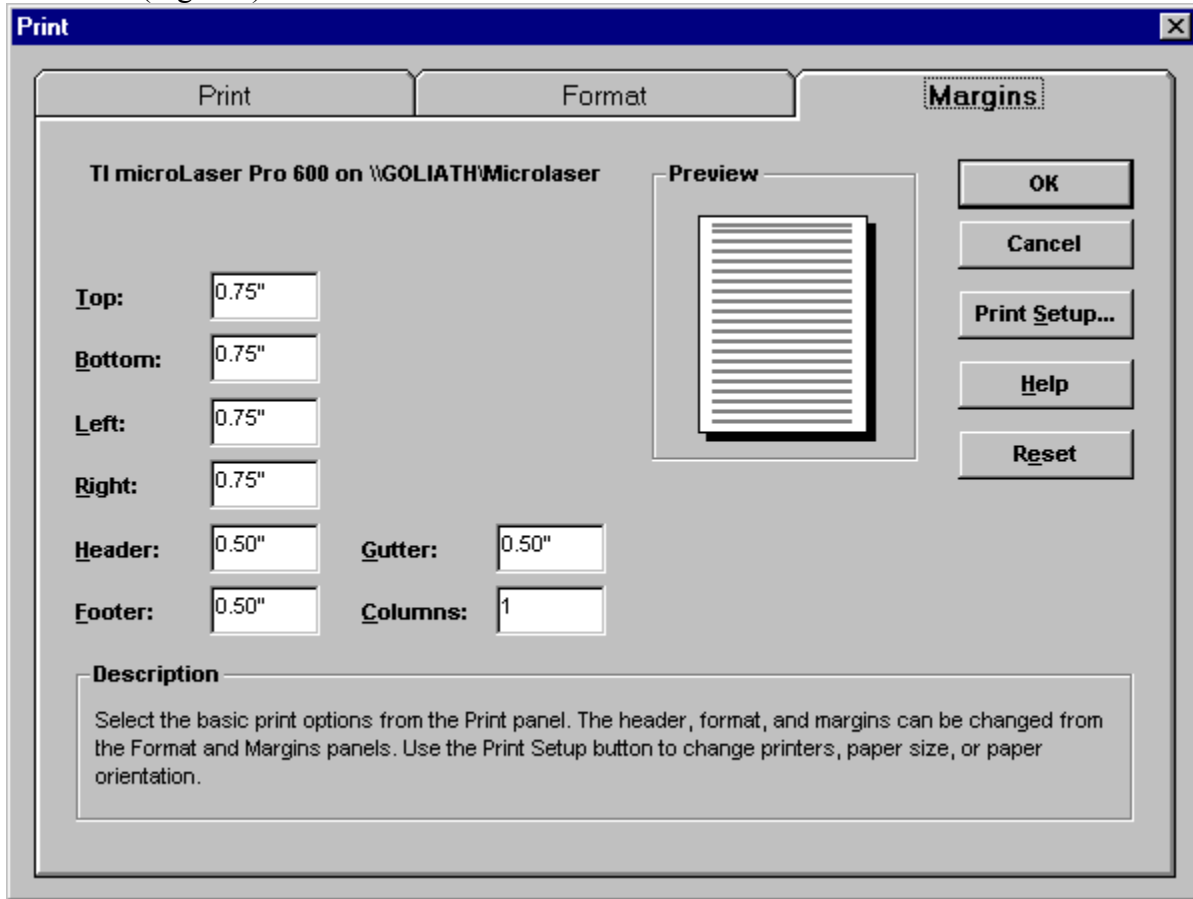 Print
Print
Format
Margins
TI microLaser Pro 600 on \\GOLIATH\Microlaser
Preview
OK
Cancel
Print Setup...
Help
Reset
Top: 0.75"
Bottom: 0.75"
Left: 0.75"
Right: 0.75"
Header: 0.50" Gutter: 0.50"
Footer: 0.50" Columns: 1
Description
Select the basic print options from the Print panel. The header, format, and margins can be changed from
the Format and Margins panels. Use the Print Setup button to change printers, paper size, or paper
orientation.